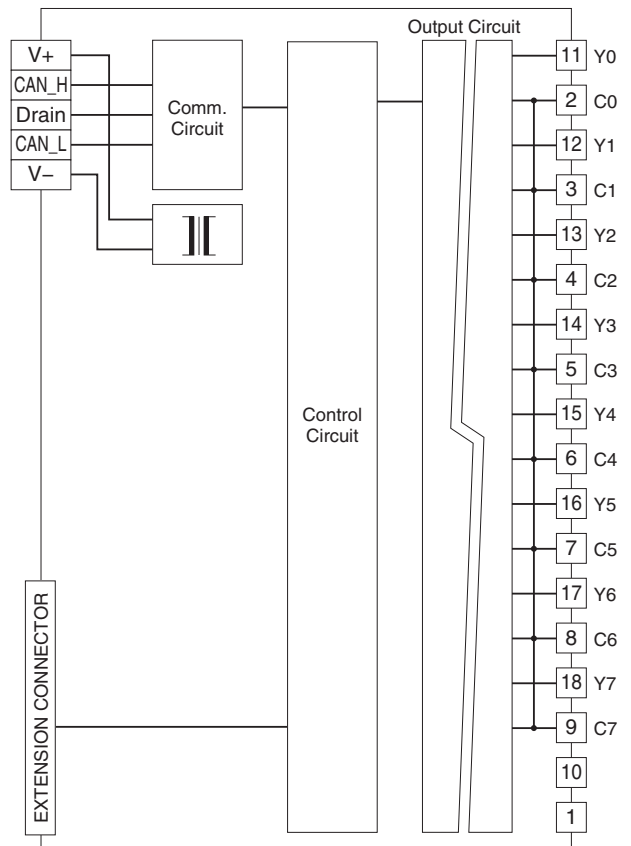 Output Circuit
V+
CAN_H
Drain
CAN_L
V−
Comm.
Circuit
Control
Circuit
EXTENSION CONNECTOR
11 Y0
2 C0
12 Y1
3 C1
13 Y2
4 C2
14 Y3
5 C3
15 Y4
6 C4
16 Y5
7 C5
17 Y6
8 C6
18 Y7
9 C7
10
1